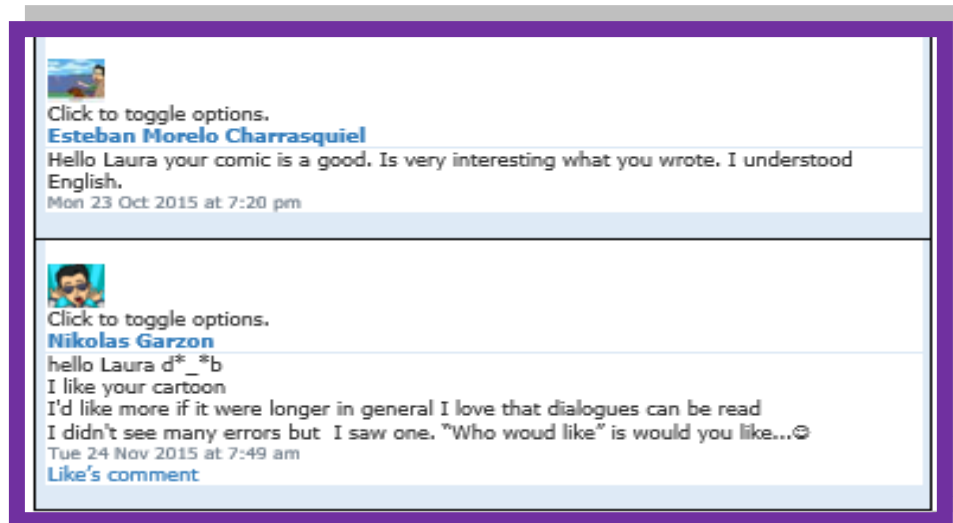 Click to toggle options.
Esteban Morelo Charrasquiel
Hello Laura your comic is a good. Is very interesting what you wrote. I understood
English.
Mon 23 Oct 2015 at 7:20 pm
Click to toggle options.
Nikolas Garzon
hello Laura d*_*b
I like your cartoon
I'd like more if it were longer in general I love that dialogues can be read
I didn't see many errors but  I saw one. “Who woud like” is would you like...☺
Tue 24 Nov 2015 at 7:49 am
Like’s comment